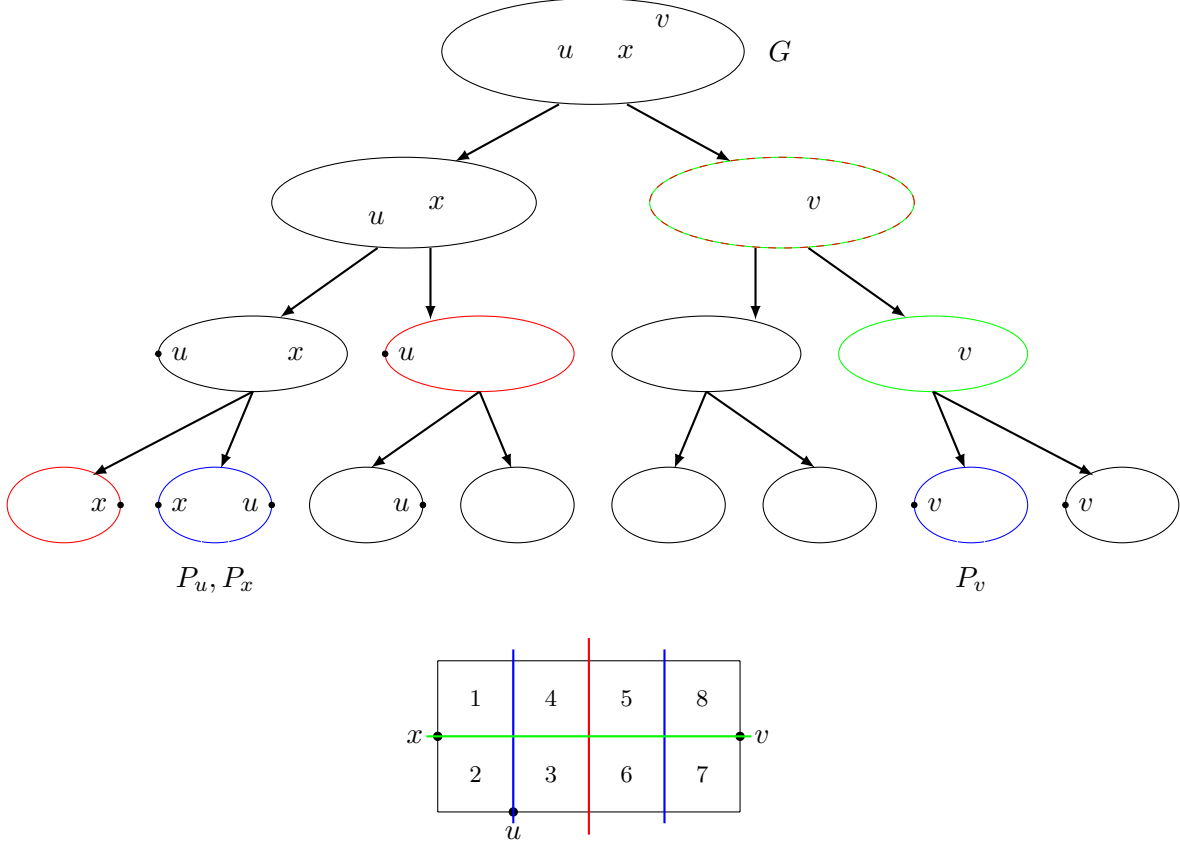 v
u x G
x v
u
u x u v
x x u u v v
P_u, P_x P_v
1 4 5 8
x v
2 3 6 7
u